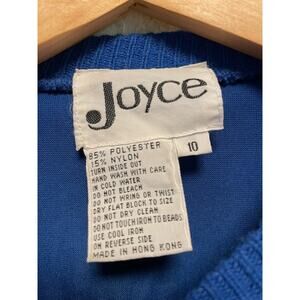 Joyce
10
85% POLYESTER
15% NYLON
TURN INSIDE OUT
HAND WASH WITH CARE
IN COLD WATER
DO NOT BLEACH
DO NOT WRING OR TWIST
DRY FLAT BLOCK TO SIZE
DO NOT DRY CLEAN
DO NOT TOUCH IRON TO BEADS
USE COOL IRON
ON REVERSE SIDE
MADE IN HONG KONG